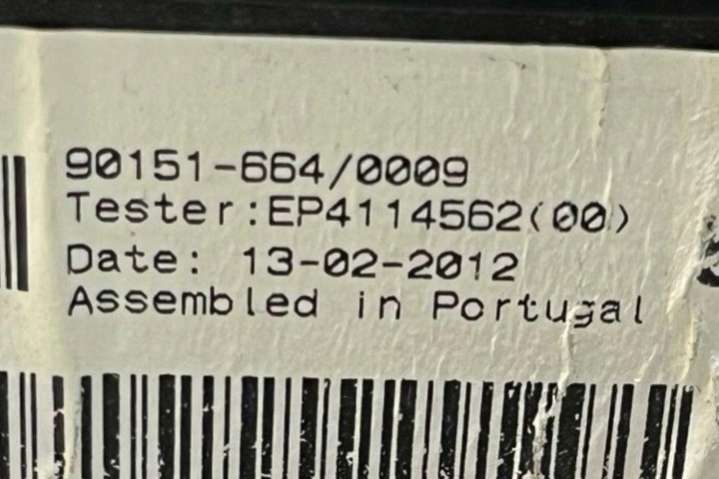 90151-664/0009
Tester:EP4114562(00)
Date: 13-02-2012
Assembled in Portugal